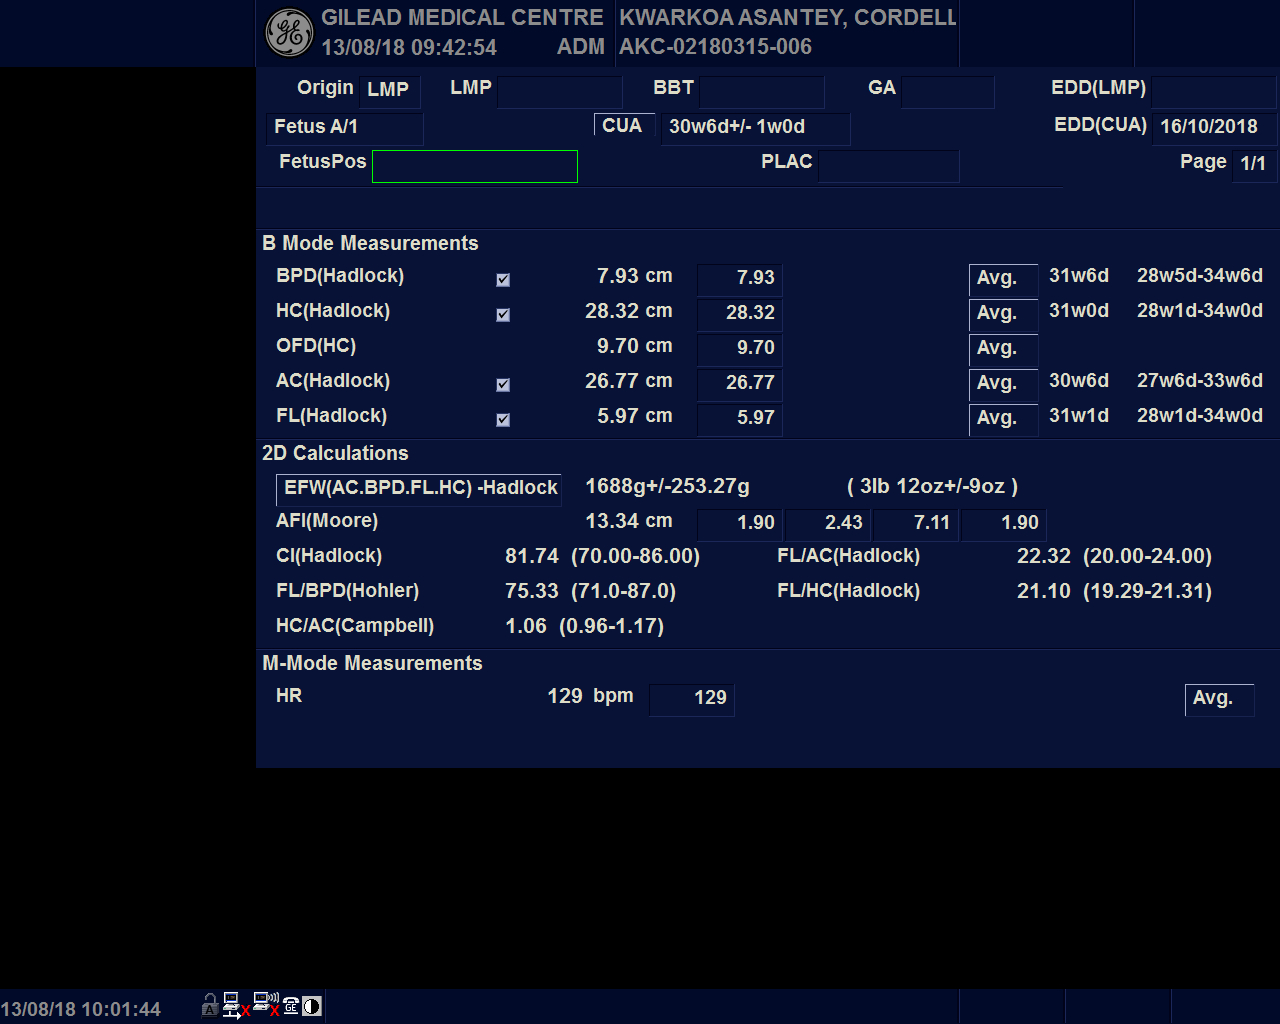 GILEAD MEDICAL CENTRE KWARKOA ASANTEY, CORDELL
13/08/18 09:42:54 ADM AKC-02180315-006
Origin LMP LMP BBT GA EDD(LMP)
Fetus A/1 CUA 30w6d+/- 1w0d EDD(CUA) 16/10/2018
FetusPos PLAC Page 1/1
B Mode Measurements
BPD(Hadlock) 7.93 cm 7.93 Avg. 31w6d 28w5d-34w6d
HC(Hadlock) 28.32 cm 28.32 Avg. 31w0d 28w1d-34w0d
OFD(HC) 9.70 cm 9.70 Avg.
AC(Hadlock) 26.77 cm 26.77 Avg. 30w6d 27w6d-33w6d
FL(Hadlock) 5.97 cm 5.97 Avg. 31w1d 28w1d-34w0d
2D Calculations
EFW(AC.BPD.FL.HC) -Hadlock 1688g+/-253.27g ( 3lb 12oz+/-9oz )
AFI(Moore) 13.34 cm 1.90 2.43 7.11 1.90
CI(Hadlock) 81.74 (70.00-86.00) FL/AC(Hadlock) 22.32 (20.00-24.00)
FL/BPD(Hohler) 75.33 (71.0-87.0) FL/HC(Hadlock) 21.10 (19.29-21.31)
HC/AC(Campbell) 1.06 (0.96-1.17)
M-Mode Measurements
HR 129 bpm 129 Avg.
13/08/18 10:01:44 A GE